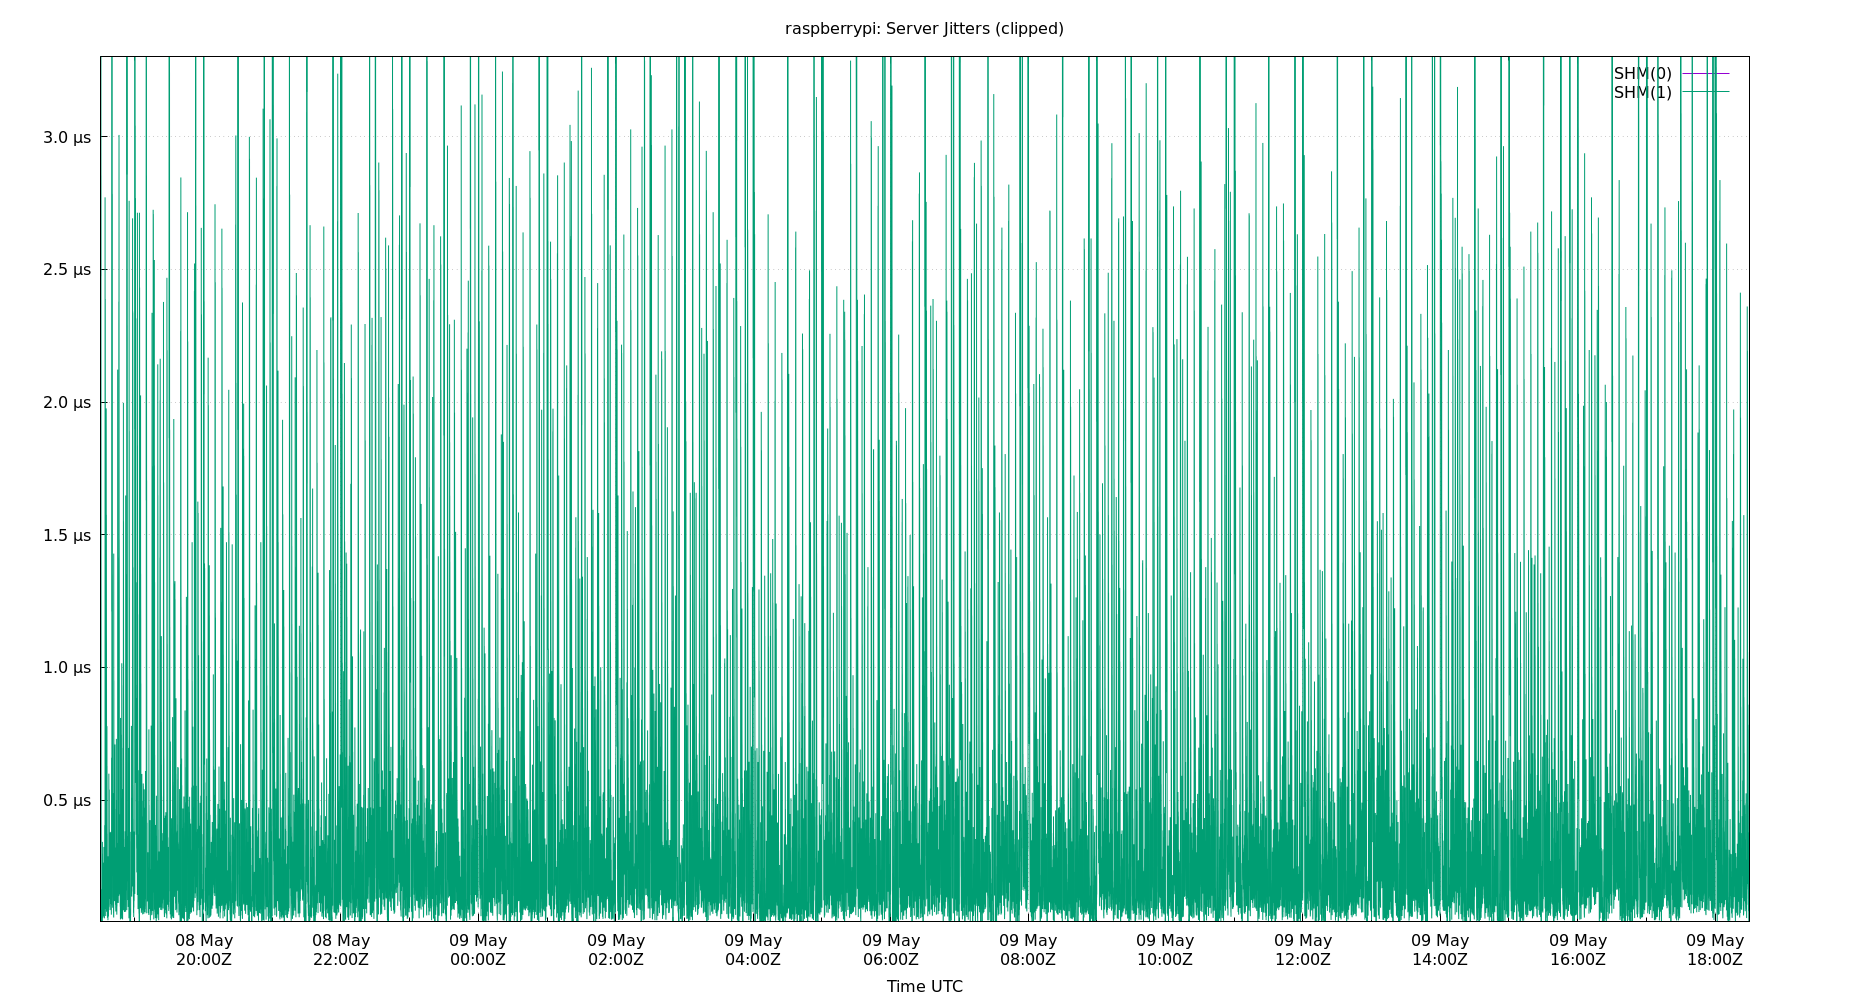 raspberrypi: Server Jitters (clipped)
SHM(0)
SHM(1)
3.0 µs
2.5 µs
2.0 µs
1.5 µs
1.0 µs
0.5 µs
08 May 08 May 09 May 09 May 09 May 09 May 09 May 09 May 09 May 09 May 09 May 09 May
20:00Z 22:00Z 00:00Z 02:00Z 04:00Z 06:00Z 08:00Z 10:00Z 12:00Z 14:00Z 16:00Z 18:00Z
Time UTC